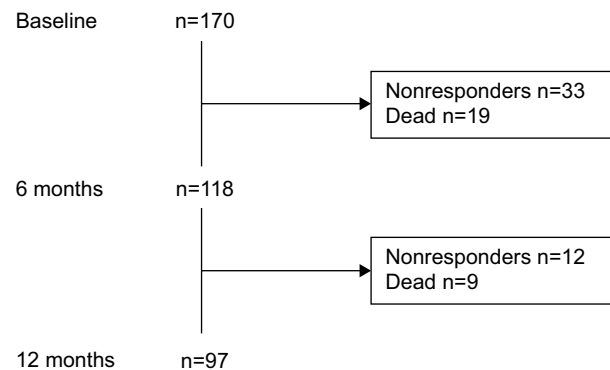 Baseline n=170
Nonresponders n=33
Dead n=19
6 months n=118
Nonresponders n=12
Dead n=9
12 months n=97